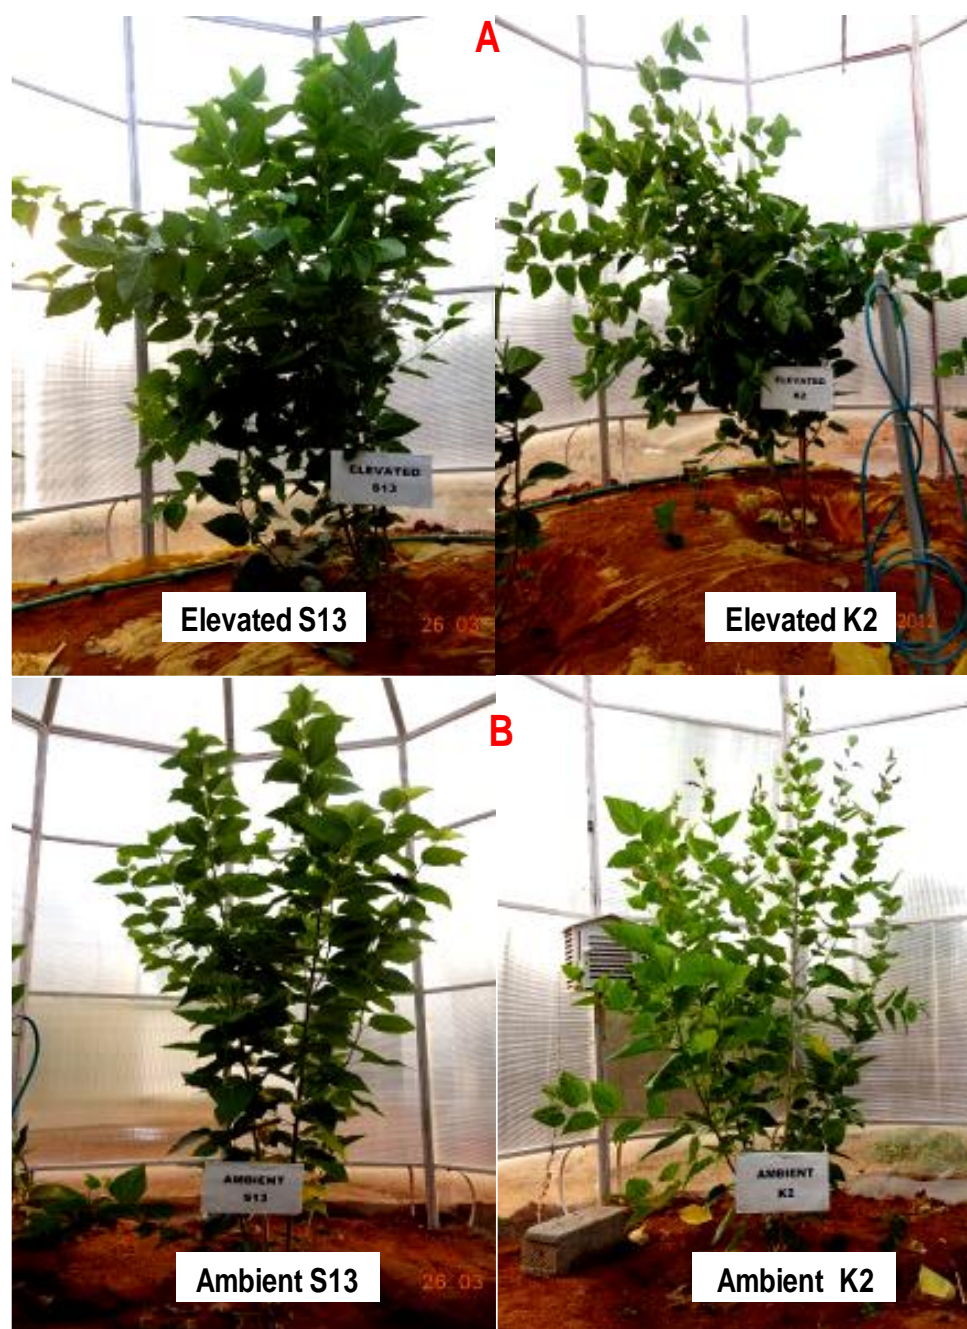 A
ELEVATED
S13
Elevated S13
26 03
ELEVATED
K2
Elevated K2
2012
B
AMBIENT
S13
Ambient S13
26 03
AMBIENT
K2
Ambient K2